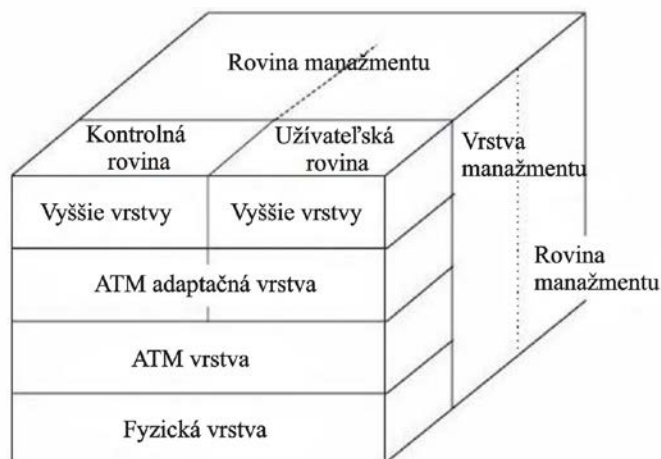 Rovina manažmentu
Kontrolná
rovina
Užívateľská
rovina
Vrstva
manažmentu
Vyššie vrstvy
Vyššie vrstvy
Rovina
manažmentu
ATM adaptačná vrstva
ATM vrstva
Fyzická vrstva